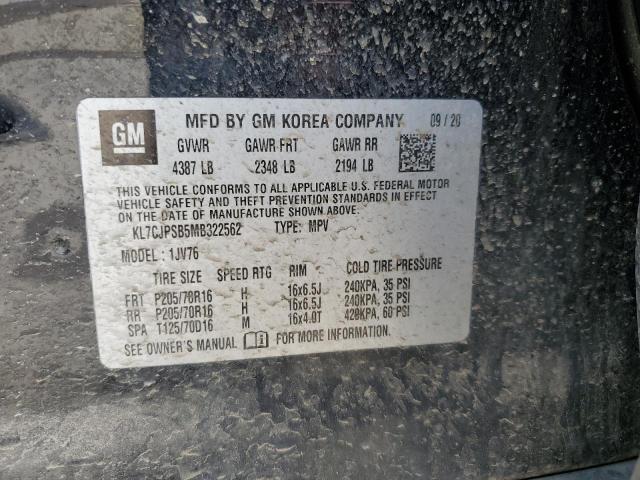 GM MFD BY GM KOREA COMPANY 09/20
GVWR GAWR FRT GAWR RR
4387 LB 2348 LB 2194 LB
THIS VEHICLE CONFORMS TO ALL APPLICABLE U.S. FEDERAL MOTOR
VEHICLE SAFETY AND THEFT PREVENTION STANDARDS IN EFFECT ON
THE DATE OF MANUFACTURE SHOWN ABOVE.
KL7CJPSB5MB322562 TYPE: MPV
MODEL: 1JV76
TIRE SIZE SPEED RTG RIM COLD TIRE PRESSURE
FRT P205/70R16 H 16x6.5J 240KPA, 35 PSI
RR P205/70R16 H 16x6.5J 240KPA, 35 PSI
SPA T125/70D16 M 16x4.0T 420KPA, 60 PSI
SEE OWNER'S MANUAL FOR MORE INFORMATION